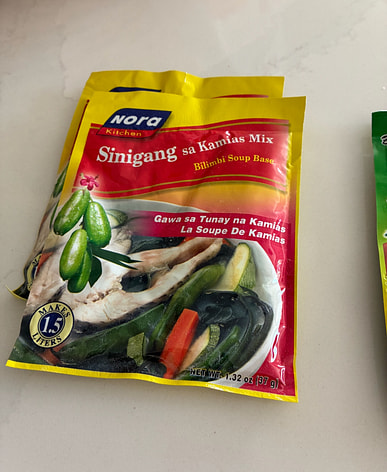 NORA
Kitchen
Sinigang sa Kamias Mix
Bilimbi Soup Base
Gawa sa Tunay na Kamias
La Soupe De Kamias
MAKES
1.5
LITERS
NET WT 1.32 oz (37 g)